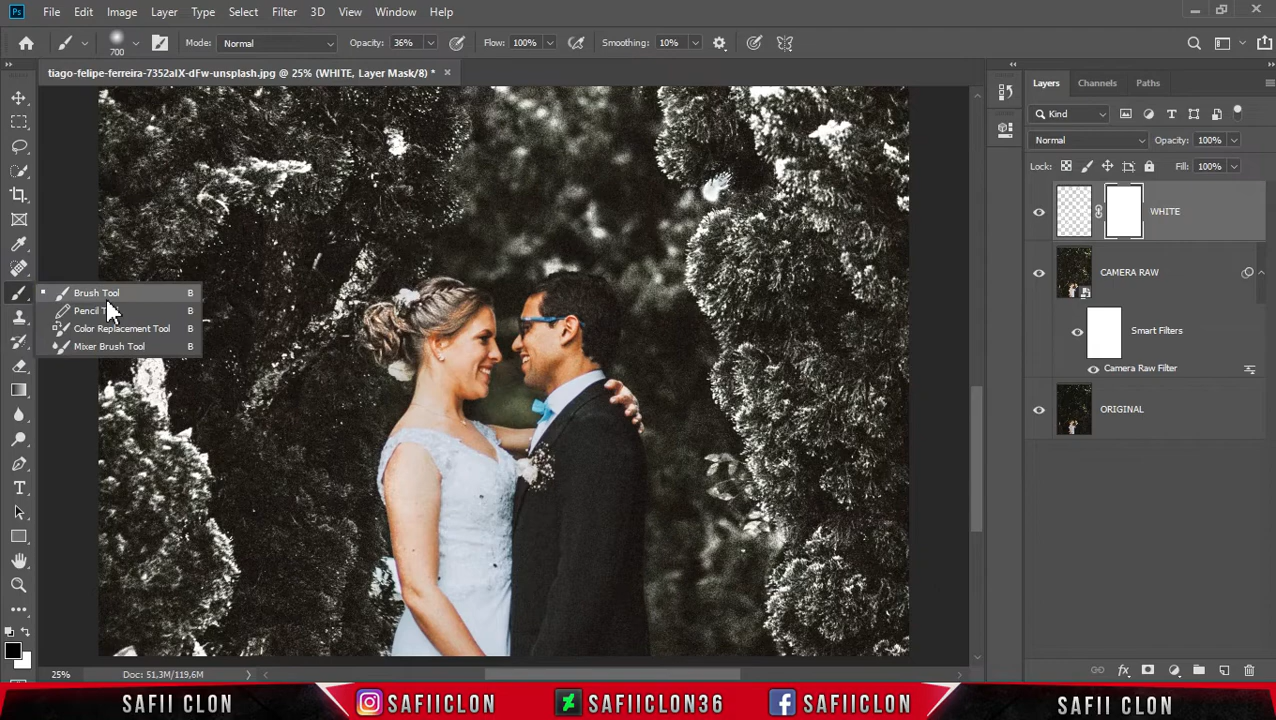 Ps File Edit Image Layer Type Select Filter 3D View Window Help
700 Mode: Normal Opacity: 36% Flow: 100% Smoothing: 10%
tiago-felipe-ferreira-7352aIX-dFw-unsplash.jpg @ 25% (WHITE, Layer Mask/8) *
Layers Channels Paths
Kind
Normal Opacity: 100%
Lock: Fill: 100%
WHITE
CAMERA RAW
Smart Filters
Camera Raw Filter
ORIGINAL
Brush Tool B
Pencil B
Color Replacement Tool B
Mixer Brush Tool B
T
25% Doc: 51,3M/119,6M
fx
SAFII CLON SAFIICLON SAFIICLON36 SAFIICLON SAFII CLON